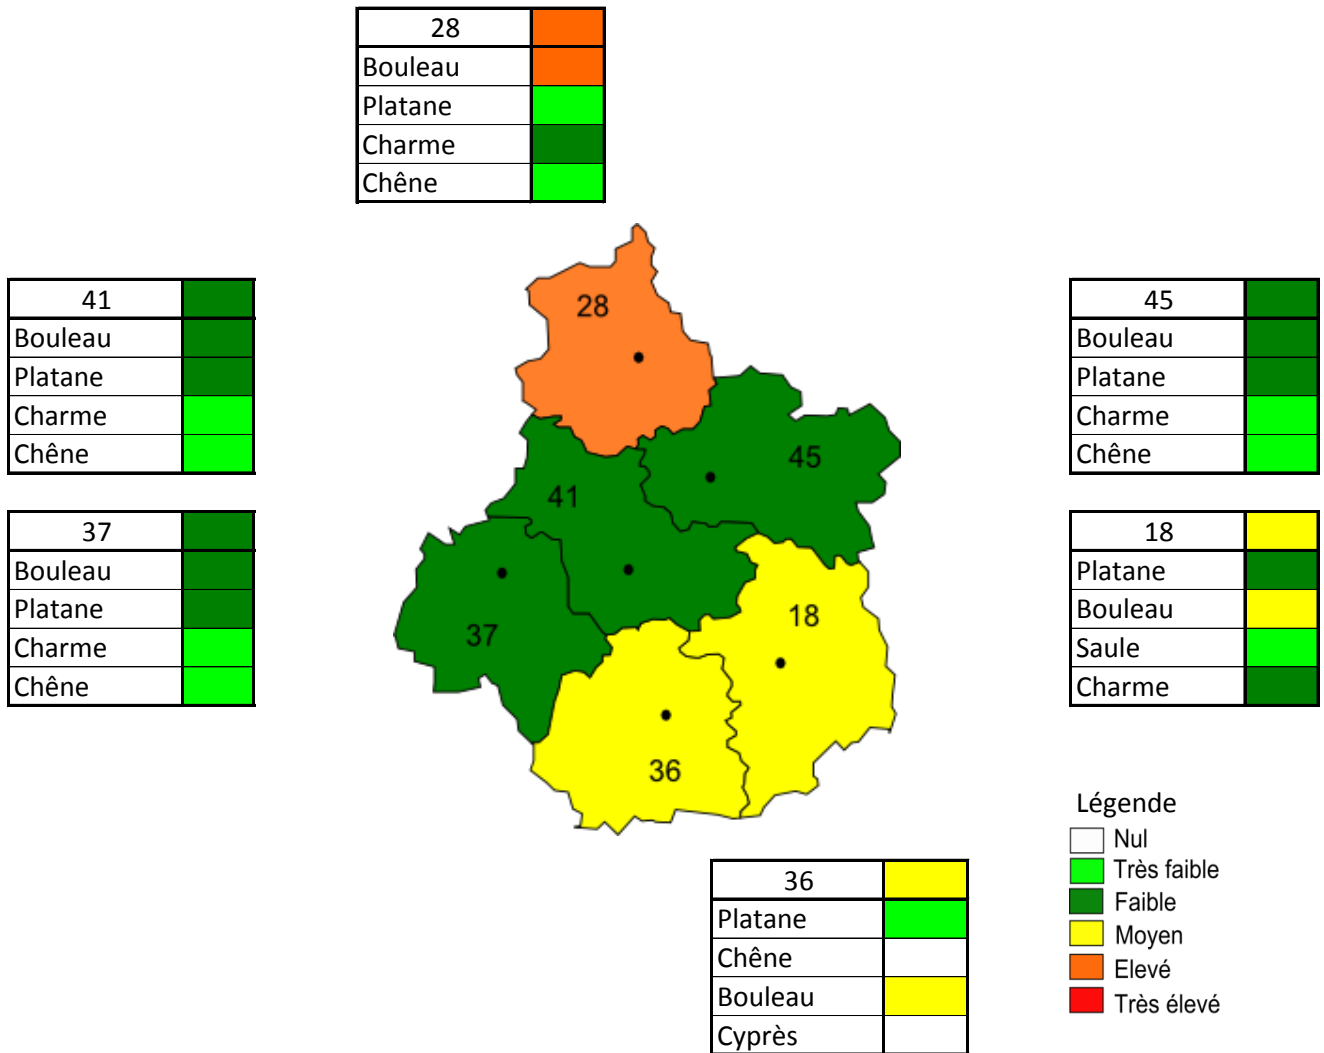 28
Bouleau
Platane
Charme
Chêne
41
Bouleau
Platane
Charme
Chêne
37
Bouleau
Platane
Charme
Chêne
28
45
41
37
18
36
45
Bouleau
Platane
Charme
Chêne
18
Platane
Bouleau
Saule
Charme
36
Platane
Chêne
Bouleau
Cyprès
Légende
Nul
Très faible
Faible
Moyen
Elevé
Très élevé